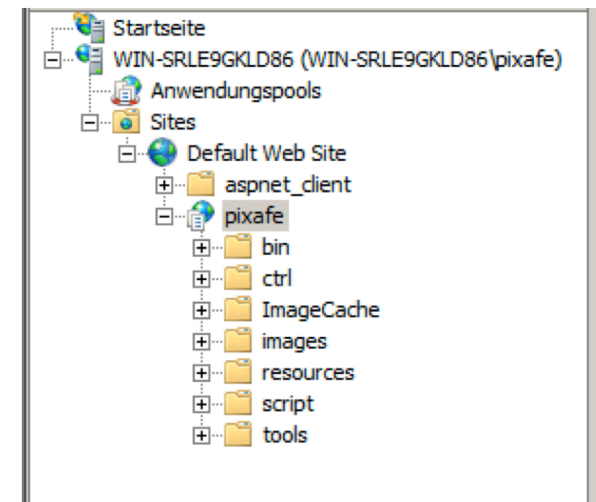 Startseite
WIN-SRLE9GKLD86 (WIN-SRLE9GKLD86\pixafe)
Anwendungspools
Sites
Default Web Site
aspnet_client
pixafe
bin
ctrl
ImageCache
images
resources
script
tools